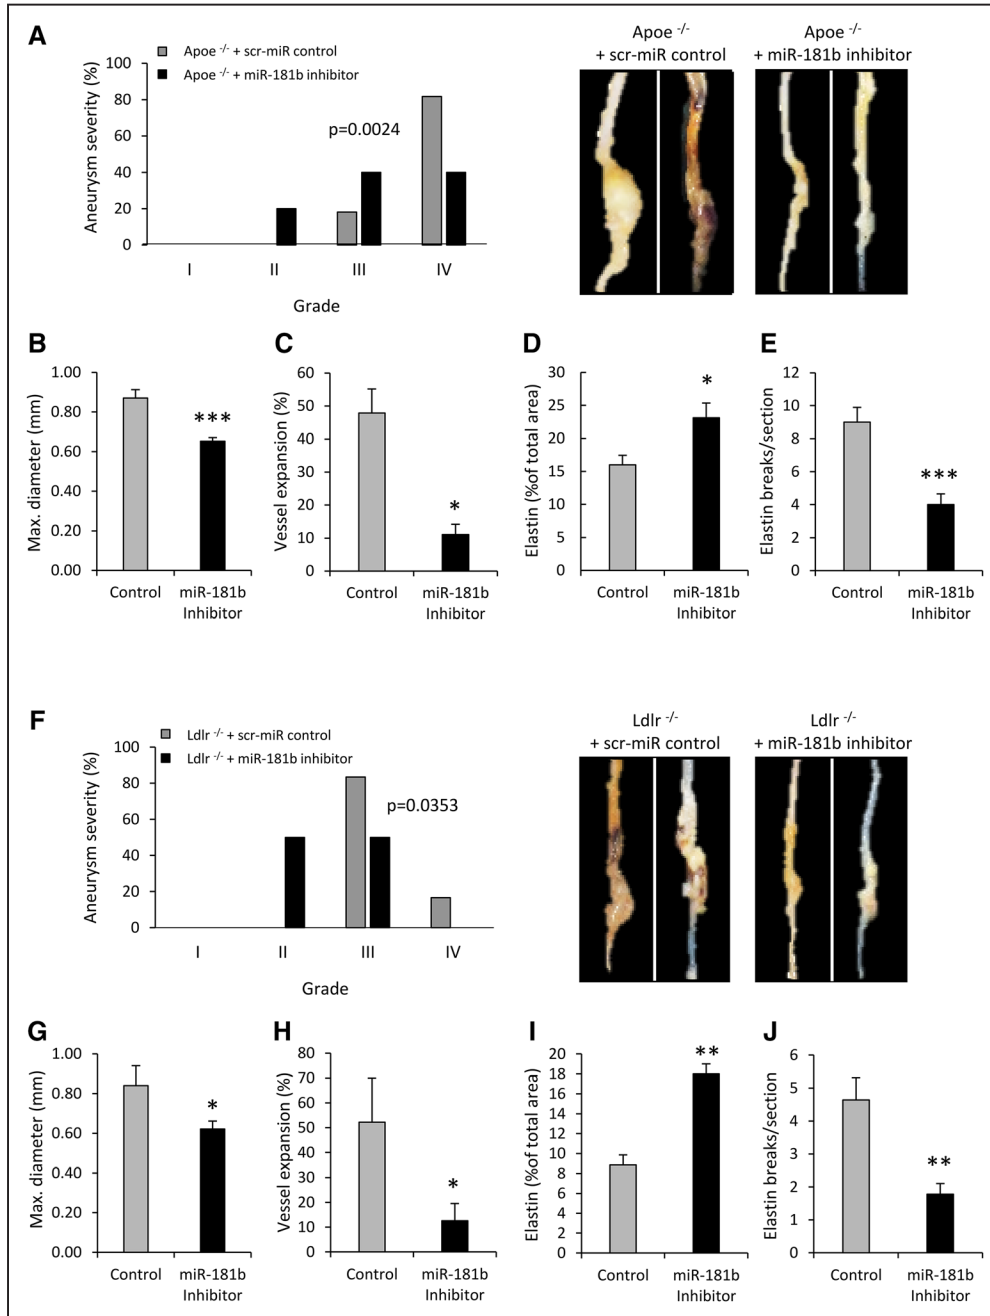 A
Apoe -/- + scr-miR control
Apoe -/- + miR-181b inhibitor
Aneurysm severity (%)
100
80
60
40
20
0
p=0.0024
I II III IV
Grade
Apoe -/-
+ scr-miR control
Apoe -/-
+ miR-181b inhibitor
B
Max. diameter (mm)
1.00
0.80
0.60
0.40
0.20
0.00
***
Control
miR-181b
Inhibitor
C
Vessel expansion (%)
60
50
40
30
20
10
0
*
Control
miR-181b
Inhibitor
D
Elastin (%of total area)
30
25
20
15
10
5
0
*
Control
miR-181b
Inhibitor
E
Elastin breaks/section
12
10
8
6
4
2
0
***
Control
miR-181b
Inhibitor
F
Ldlr -/- + scr-miR control
Ldlr -/- + miR-181b inhibitor
Aneurysm severity (%)
100
80
60
40
20
0
p=0.0353
I II III IV
Grade
Ldlr -/-
+ scr-miR control
Ldlr -/-
+ miR-181b inhibitor
G
Max. diameter (mm)
1.00
0.80
0.60
0.40
0.20
0.00
*
Control
miR-181b
Inhibitor
H
Vessel expansion (%)
80
70
60
50
40
30
20
10
0
*
Control
miR-181b
Inhibitor
I
Elastin (%of total area)
20
18
16
14
12
10
8
6
4
2
0
**
Control
miR-181b
Inhibitor
J
Elastin breaks/section
6
5
4
3
2
1
0
**
Control
miR-181b
Inhibitor